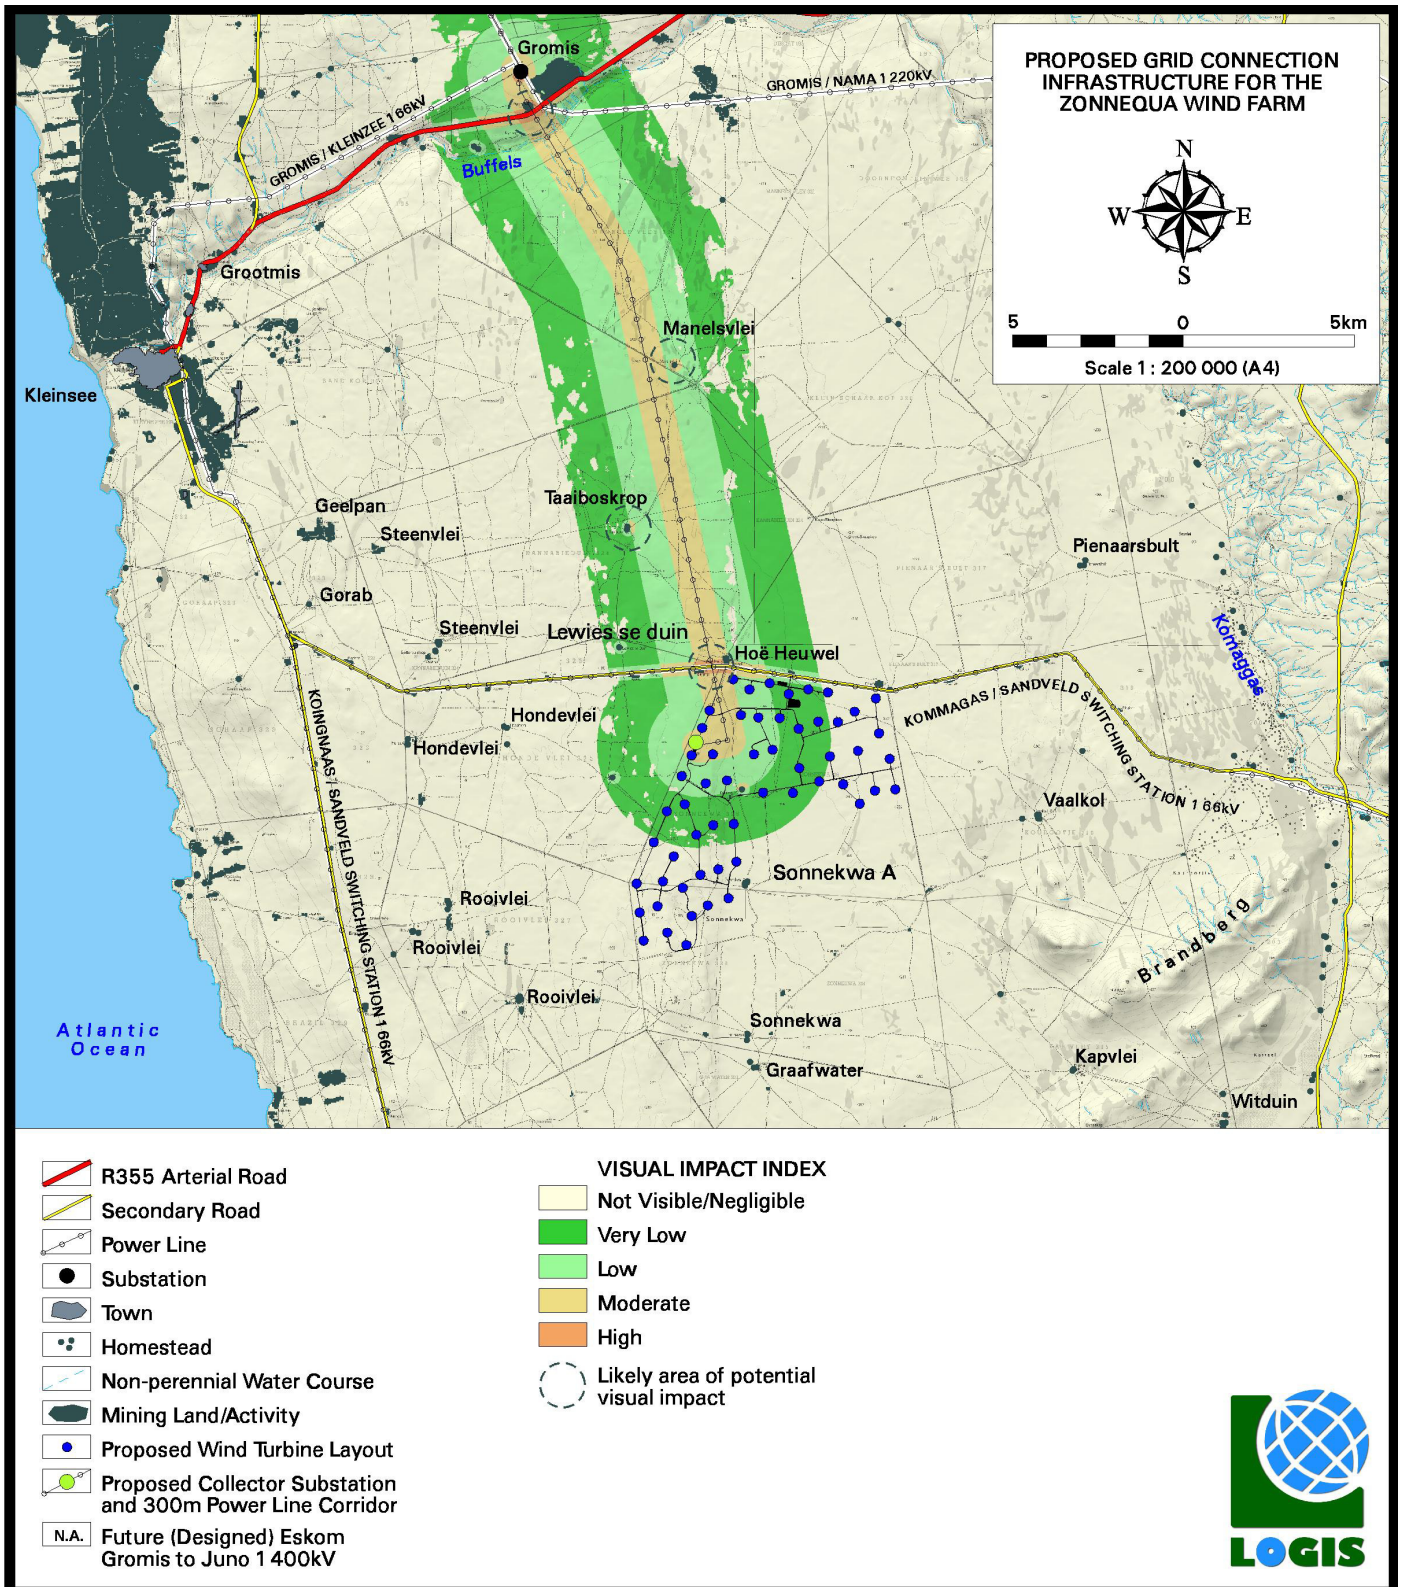 PROPOSED GRID CONNECTION
INFRASTRUCTURE FOR THE
ZONNEQUA WIND FARM
N
W
E
S
5
0
5km
Scale 1 : 200 000 (A4)
Gromis
GROMIS / NAMA 1 220kV
GROMIS / KLEINZEE 1 66kV
Buffels
Grootmis
Manelsvlei
Kleinsee
Taaiboskrop
Geelpan
Steenvlei
Pienaarsbult
Gorab
Steenvlei
Lewies se duin
Hoë Heuwel
Komaggas
KOMMAGAS / SANDVELD SWITCHING STATION 1 66kV
KOINGNAAS / SANDVELD SWITCHING STATION 1 66kV
Hondevlei
Hondevlei
Vaalkol
Sonnekwa A
Rooivlei
Sonnekwa
Rooivlei
Brandberg
Rooivlei
Sonnekwa
Atlantic
Ocean
Graafwater
Kapvlei
Witduin
R355 Arterial Road
Secondary Road
Power Line
Substation
Town
Homestead
Non-perennial Water Course
Mining Land/Activity
Proposed Wind Turbine Layout
Proposed Collector Substation
and 300m Power Line Corridor
N.A.
Future (Designed) Eskom
Gromis to Juno 1 400kV
VISUAL IMPACT INDEX
Not Visible/Negligible
Very Low
Low
Moderate
High
Likely area of potential
visual impact
LOGIS